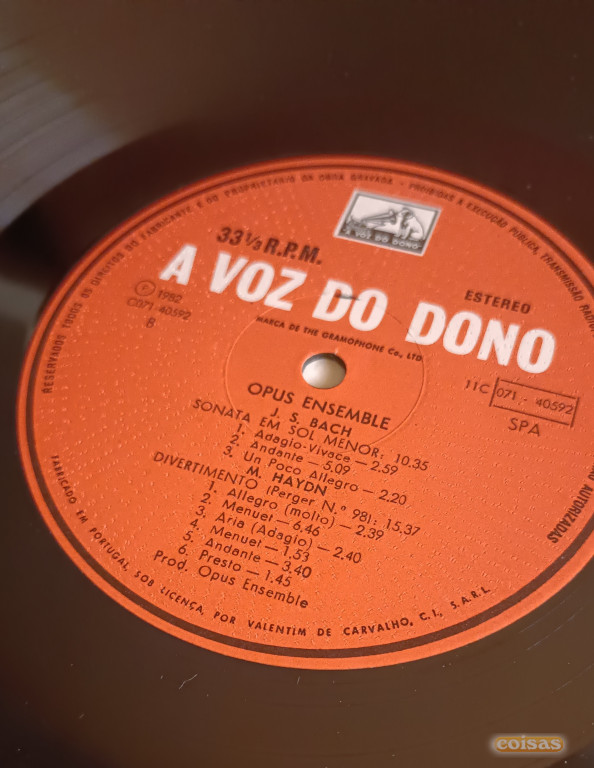 RESERVADOS TODOS OS DIREITOS DO FABRICANTE E DO PROPRIETARIO DA OBRA GRAVADA - PROIBIDAS A EXECUÇÃO PUBLICA, TRANSMISSÃO
AUTORIZADAS
A VOZ DO DONO
33 1/3 R.P.M.
A VOZ DO DONO
ESTEREO
Ⓟ 1982
C071-40592
B
MARCA DE THE GRAMOPHONE Co., LTD
11C 071 - 40592
SPA
OPUS ENSEMBLE
J. S. BACH
SONATA EM SOL MENOR: 10.35
1. Adagio-Vivace — 2.59
2. Andante — 5.09
3. Un Poco Allegro — 2.20
M. HAYDN
DIVERTIMENTO (Perger N.º 98): 15.37
1. Allegro (molto) — 2.39
2. Menuet — 6.46
3. Aria (Adagio) — 2.40
4. Menuet — 1.53
5. Andante — 3.40
6. Presto — 1.45
Prod. Opus Ensemble
FABRICADO EM PORTUGAL, SOB LICENÇA, POR VALENTIM DE CARVALHO, C.I., S.A.R.L.
coisas